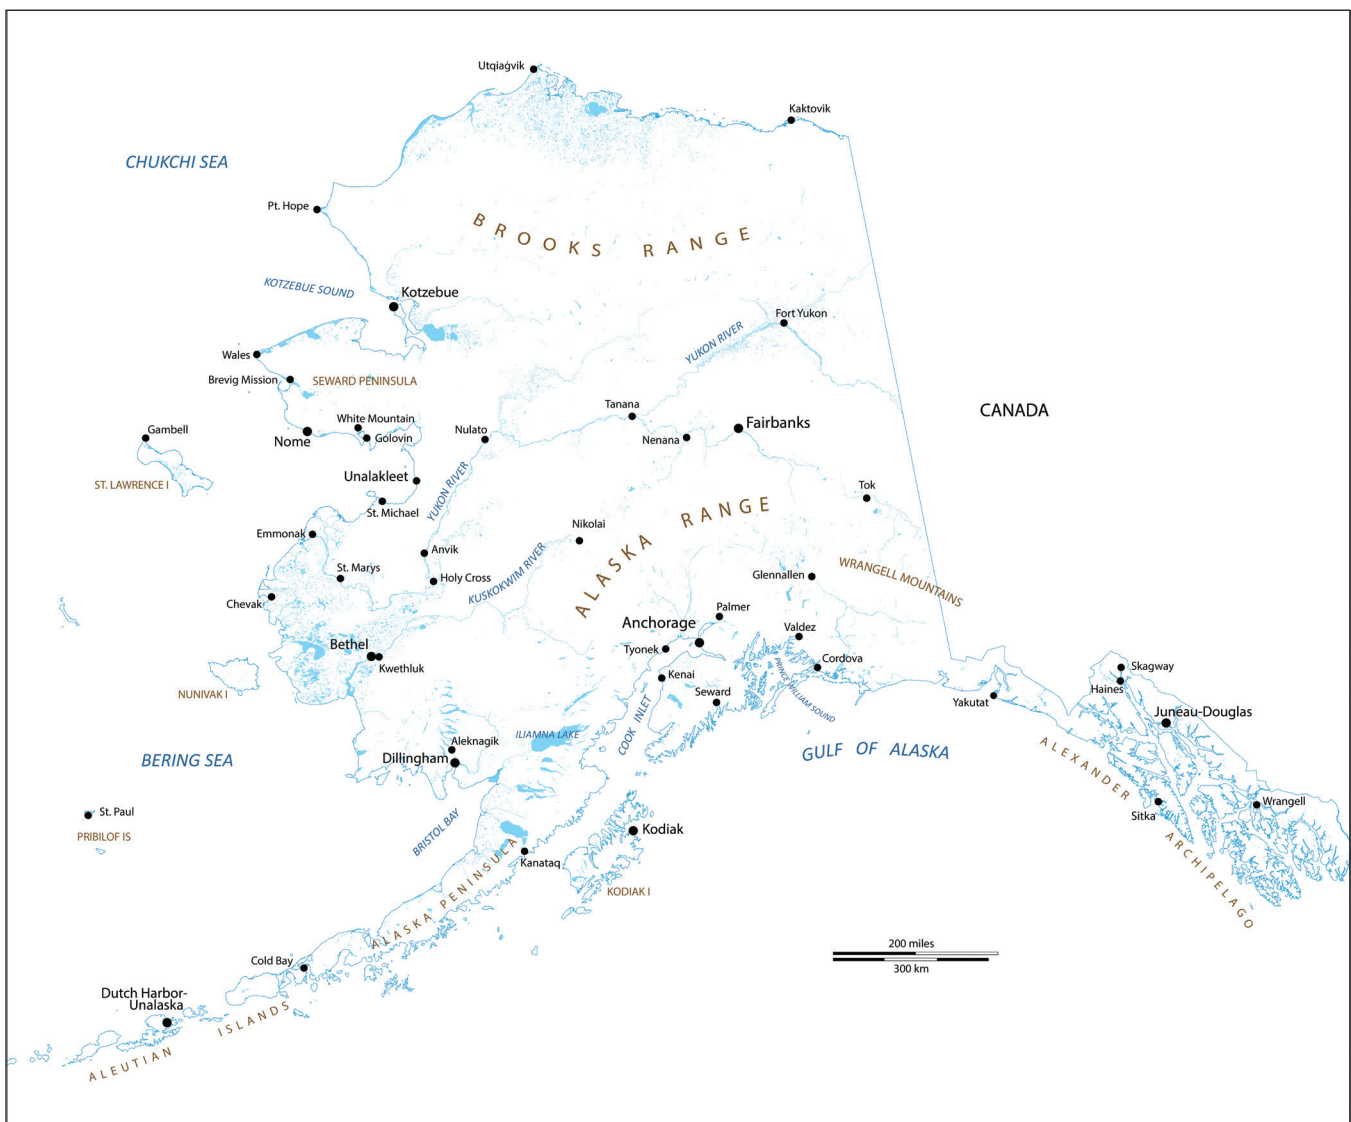 Utqiaġvik
Kaktovik
CHUKCHI SEA
Pt. Hope
BROOKS RANGE
KOTZEBUE SOUND
Kotzebue
Fort Yukon
YUKON RIVER
Wales
Brevig Mission
SEWARD PENINSULA
CANADA
Tanana
White Mountain
Fairbanks
Gambell
Nome
Golovin
Nulato
Nenana
Unalakleet
ST. LAWRENCE I
YUKON RIVER
Tok
St. Michael
ALASKA RANGE
Emmonak
Nikolai
Anvik
St. Marys
Holy Cross
KUSKOKWIM RIVER
Glennallen
WRANGELL MOUNTAINS
Chevak
Palmer
Anchorage
Valdez
Bethel
Tyonek
Kwethluk
Cordova
Skagway
PRINCE WILLIAM SOUND
Kenai
Haines
NUNIVAK I
Seward
Yakutat
Juneau-Douglas
COOK INLET
ILIAMNA LAKE
Aleknagik
GULF OF ALASKA
Dillingham
BERING SEA
ALEXANDER ARCHIPELAGO
Wrangell
St. Paul
Sitka
PRIBILOF IS
BRISTOL BAY
Kodiak
Kanataq
KODIAK I
ALASKA PENINSULA
200 miles
300 km
Cold Bay
Dutch Harbor-
Unalaska
ALEUTIAN ISLANDS